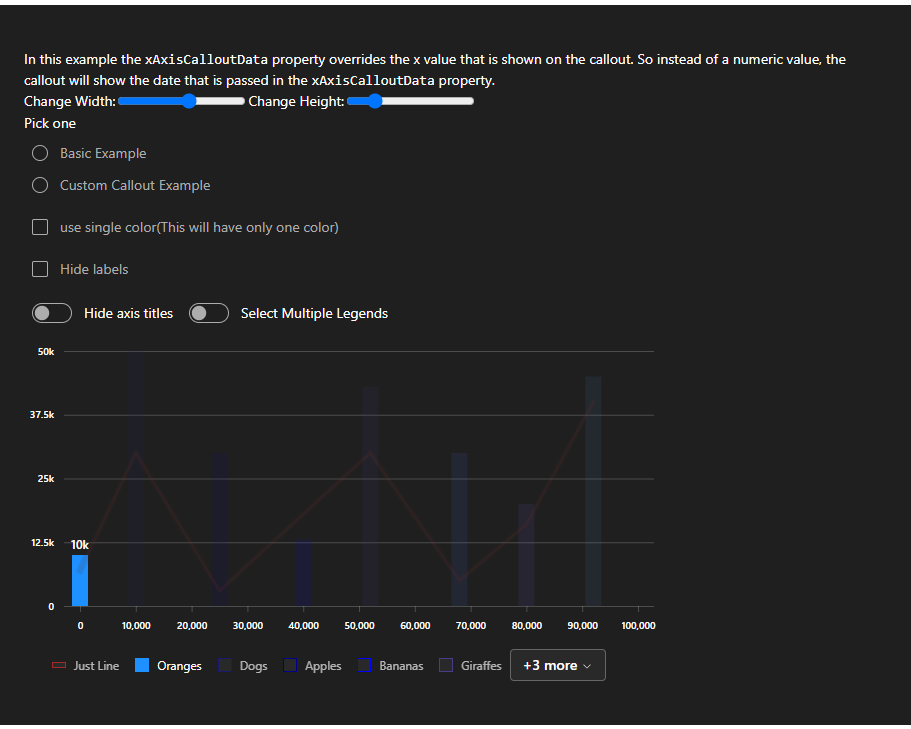 In this example the xAxisCalloutData property overrides the x value that is shown on the callout. So instead of a numeric value, the
callout will show the date that is passed in the xAxisCalloutData property.
Change Width: Change Height:
Pick one
Basic Example
Custom Callout Example
use single color(This will have only one color)
Hide labels
Hide axis titles Select Multiple Legends
50k
37.5k
25k
12.5k 10k
0
0 10,000 20,000 30,000 40,000 50,000 60,000 70,000 80,000 90,000 100,000
Just Line Oranges Dogs Apples Bananas Giraffes +3 more